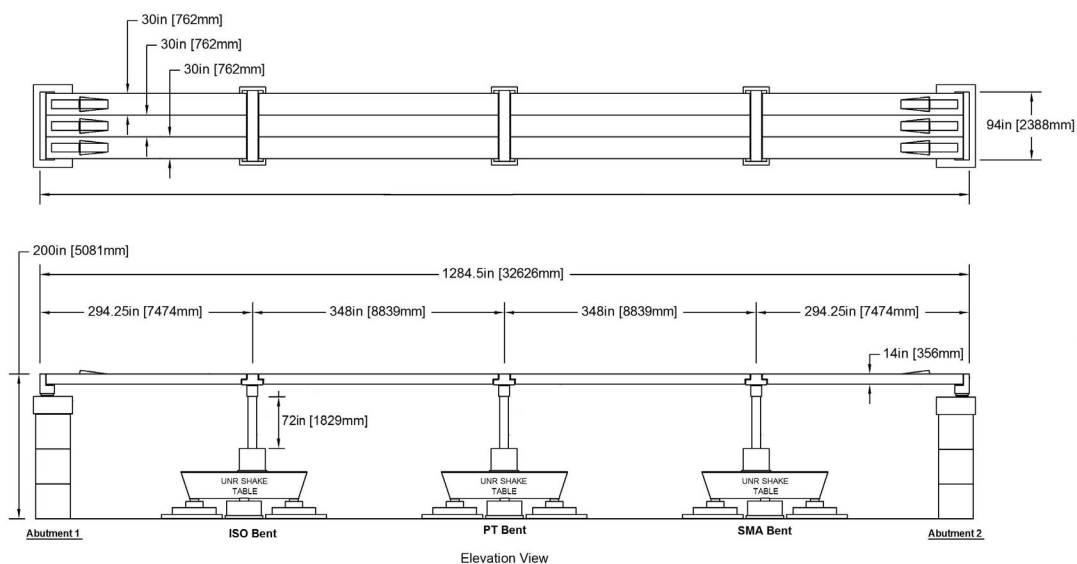 30in [762mm]
30in [762mm]
30in [762mm]
94in [2388mm]
200in [5081mm]
1284.5in [32626mm]
294.25in [7474mm]
348in [8839mm]
348in [8839mm]
294.25in [7474mm]
14in [356mm]
72in [1829mm]
UNR SHAKE
TABLE
UNR SHAKE
TABLE
UNR SHAKE
TABLE
Abutment 1
ISO Bent
PT Bent
SMA Bent
Abutment 2
Elevation View